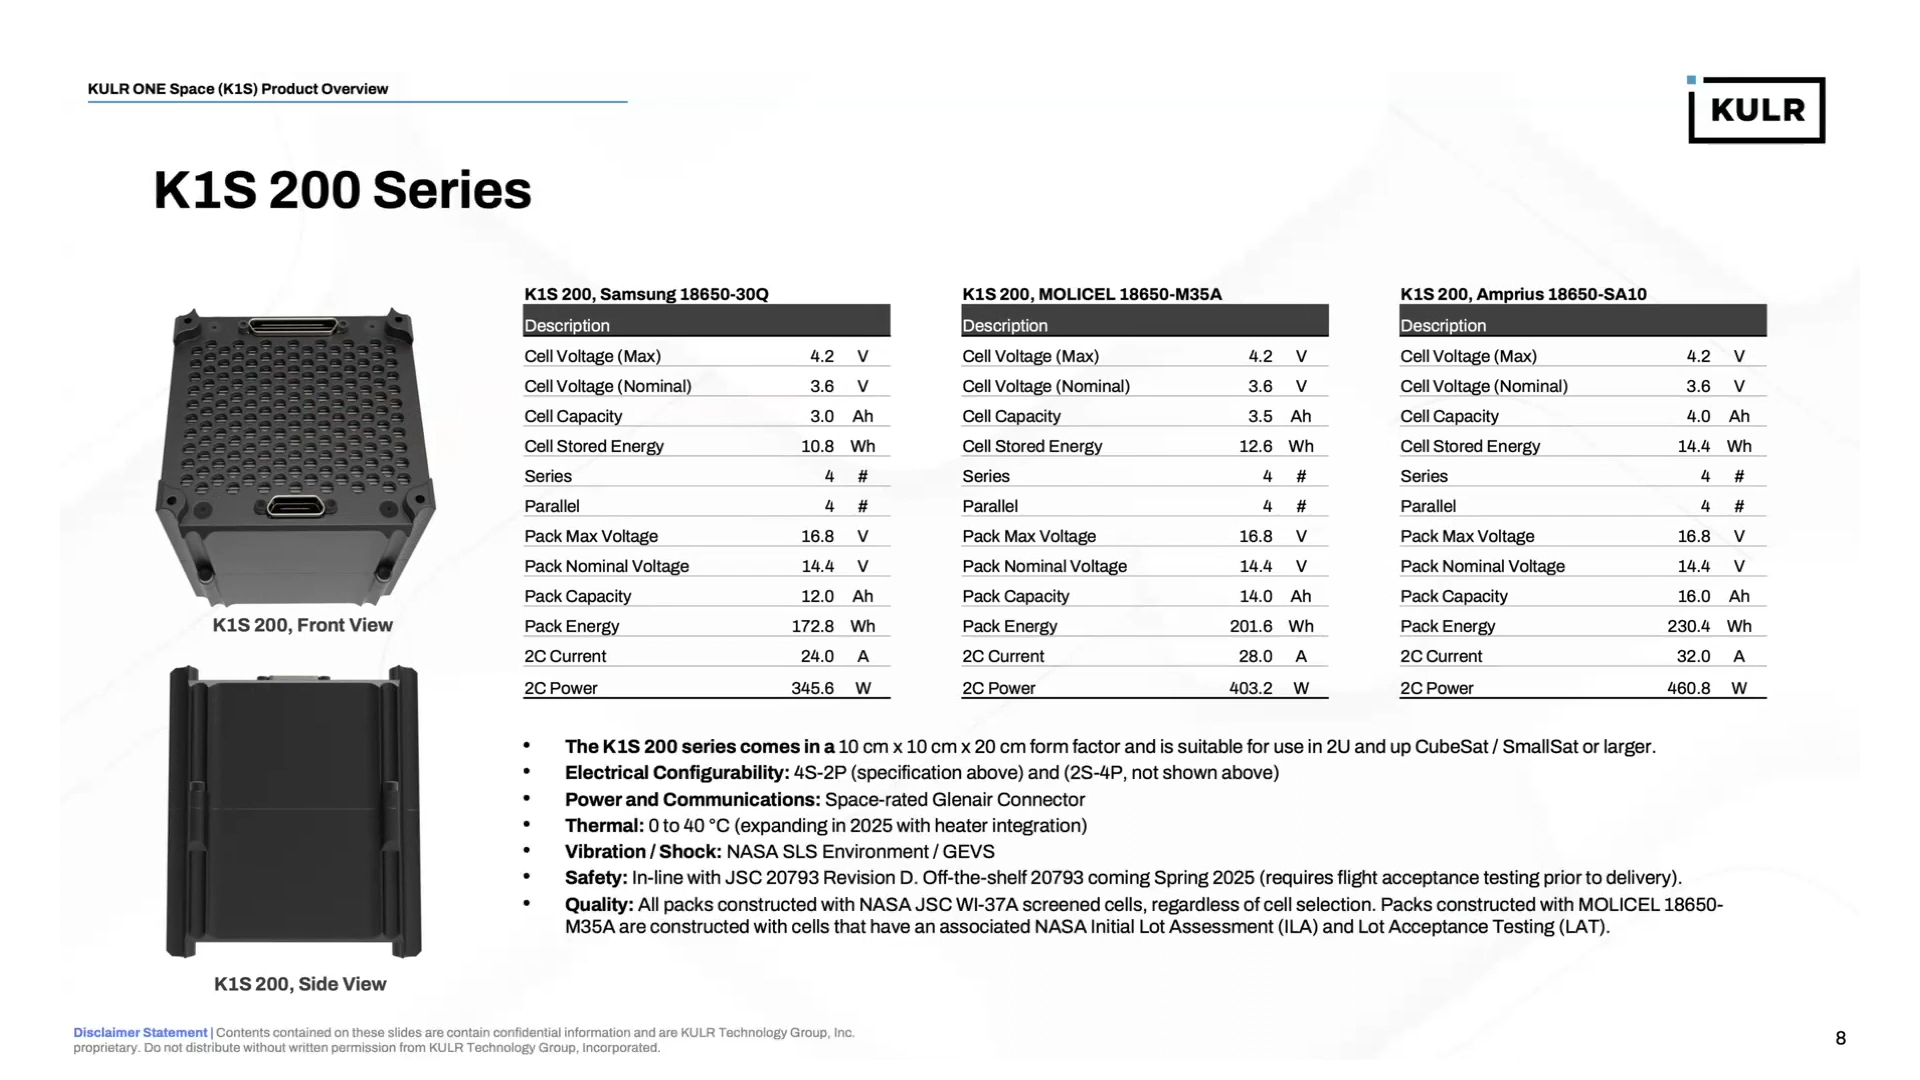 KULR ONE Space (K1S) Product Overview
KULR
K1S 200 Series
K1S 200, Front View
K1S 200, Side View
K1S 200, Samsung 18650-30Q
Description
Cell Voltage (Max) 4.2 V
Cell Voltage (Nominal) 3.6 V
Cell Capacity 3.0 Ah
Cell Stored Energy 10.8 Wh
Series 4 #
Parallel 4 #
Pack Max Voltage 16.8 V
Pack Nominal Voltage 14.4 V
Pack Capacity 12.0 Ah
Pack Energy 172.8 Wh
2C Current 24.0 A
2C Power 345.6 W
K1S 200, MOLICEL 18650-M35A
Description
Cell Voltage (Max) 4.2 V
Cell Voltage (Nominal) 3.6 V
Cell Capacity 3.5 Ah
Cell Stored Energy 12.6 Wh
Series 4 #
Parallel 4 #
Pack Max Voltage 16.8 V
Pack Nominal Voltage 14.4 V
Pack Capacity 14.0 Ah
Pack Energy 201.6 Wh
2C Current 28.0 A
2C Power 403.2 W
K1S 200, Amprius 18650-SA10
Description
Cell Voltage (Max) 4.2 V
Cell Voltage (Nominal) 3.6 V
Cell Capacity 4.0 Ah
Cell Stored Energy 14.4 Wh
Series 4 #
Parallel 4 #
Pack Max Voltage 16.8 V
Pack Nominal Voltage 14.4 V
Pack Capacity 16.0 Ah
Pack Energy 230.4 Wh
2C Current 32.0 A
2C Power 460.8 W
• The K1S 200 series comes in a 10 cm x 10 cm x 20 cm form factor and is suitable for use in 2U and up CubeSat / SmallSat or larger.
• Electrical Configurability: 4S-2P (specification above) and (2S-4P, not shown above)
• Power and Communications: Space-rated Glenair Connector
• Thermal: 0 to 40 °C (expanding in 2025 with heater integration)
• Vibration / Shock: NASA SLS Environment / GEVS
• Safety: In-line with JSC 20793 Revision D. Off-the-shelf 20793 coming Spring 2025 (requires flight acceptance testing prior to delivery).
• Quality: All packs constructed with NASA JSC WI-37A screened cells, regardless of cell selection. Packs constructed with MOLICEL 18650-
M35A are constructed with cells that have an associated NASA Initial Lot Assessment (ILA) and Lot Acceptance Testing (LAT).
Disclaimer Statement | Contents contained on these slides are contain confidential information and are KULR Technology Group, Inc.
proprietary. Do not distribute without written permission from KULR Technology Group, Incorporated.
8